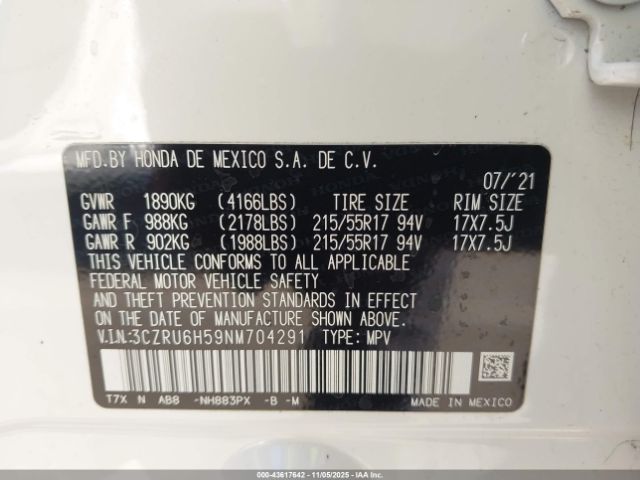 MFD.BY HONDA DE MEXICO S.A. DE C.V.
07/'21
GVWR 1890KG (4166LBS) TIRE SIZE RIM SIZE
GAWR F 988KG (2178LBS) 215/55R17 94V 17X7.5J
GAWR R 902KG (1988LBS) 215/55R17 94V 17X7.5J
THIS VEHICLE CONFORMS TO ALL APPLICABLE
FEDERAL MOTOR VEHICLE SAFETY
AND THEFT PREVENTION STANDARDS IN EFFECT
ON THE DATE OF MANUFACTURE SHOWN ABOVE.
V.I.N:3CZRU6H59NM704291 TYPE: MPV
T7X N AB8 -NH883PX -B -M MADE IN MEXICO
000-43617642 - 11/05/2025 - IAAI.COM